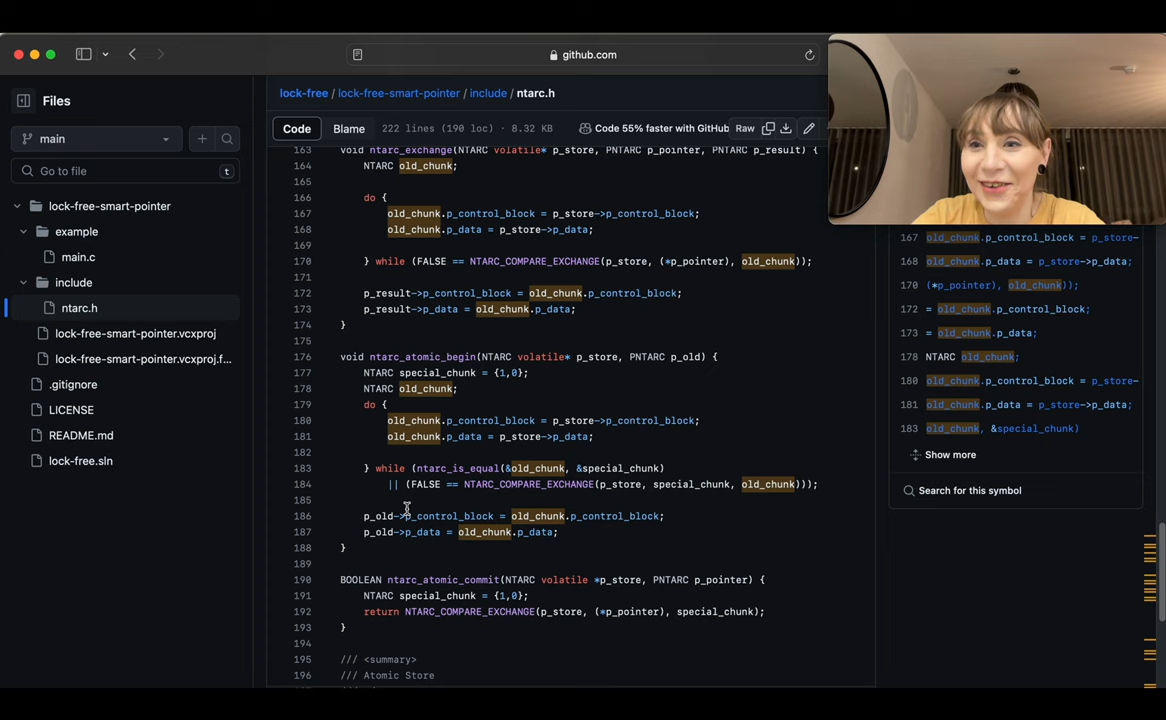 github.com
Files
main
Go to file
t
lock-free-smart-pointer
example
main.c
include
ntarc.h
lock-free-smart-pointer.vcxproj
lock-free-smart-pointer.vcxproj.f...
.gitignore
LICENSE
README.md
lock-free.sln
lock-free / lock-free-smart-pointer / include / ntarc.h
Code Blame 222 lines (190 loc) · 8.32 KB Code 55% faster with GitHub Raw
163 void ntarc_exchange(NTARC volatile* p_store, PNTARC p_pointer, PNTARC p_result) {
164 NTARC old_chunk;
165
166 do {
167 old_chunk.p_control_block = p_store->p_control_block;
168 old_chunk.p_data = p_store->p_data;
169
170 } while (FALSE == NTARC_COMPARE_EXCHANGE(p_store, (*p_pointer), old_chunk));
171
172 p_result->p_control_block = old_chunk.p_control_block;
173 p_result->p_data = old_chunk.p_data;
174 }
175
176 void ntarc_atomic_begin(NTARC volatile* p_store, PNTARC p_old) {
177 NTARC special_chunk = {1,0};
178 NTARC old_chunk;
179 do {
180 old_chunk.p_control_block = p_store->p_control_block;
181 old_chunk.p_data = p_store->p_data;
182
183 } while (ntarc_is_equal(&old_chunk, &special_chunk)
184 || (FALSE == NTARC_COMPARE_EXCHANGE(p_store, special_chunk, old_chunk)));
185
186 p_old->p_control_block = old_chunk.p_control_block;
187 p_old->p_data = old_chunk.p_data;
188 }
189
190 BOOLEAN ntarc_atomic_commit(NTARC volatile *p_store, PNTARC p_pointer) {
191 NTARC special_chunk = {1,0};
192 return NTARC_COMPARE_EXCHANGE(p_store, (*p_pointer), special_chunk);
193 }
194
195 /// <summary>
196 /// Atomic Store
167 old_chunk.p_control_block = p_store-
168 old_chunk.p_data = p_store->p_data;
170 (*p_pointer), old_chunk));
172 = old_chunk.p_control_block;
173 = old_chunk.p_data;
178 NTARC old_chunk;
180 old_chunk.p_control_block = p_store-
181 old_chunk.p_data = p_store->p_data;
183 old_chunk, &special_chunk)
Show more
Search for this symbol